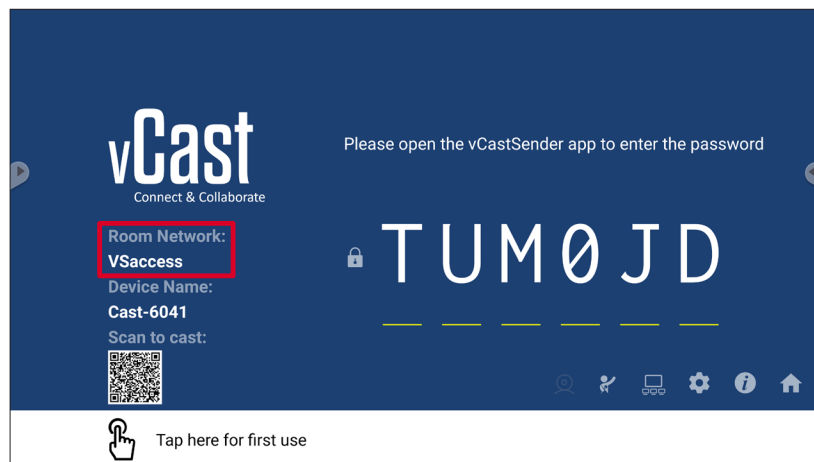 vCast
Connect & Collaborate
Please open the vCastSender app to enter the password
Room Network:
VSaccess
Device Name:
Cast-6041
Scan to cast:
TUM0JD
Tap here for first use